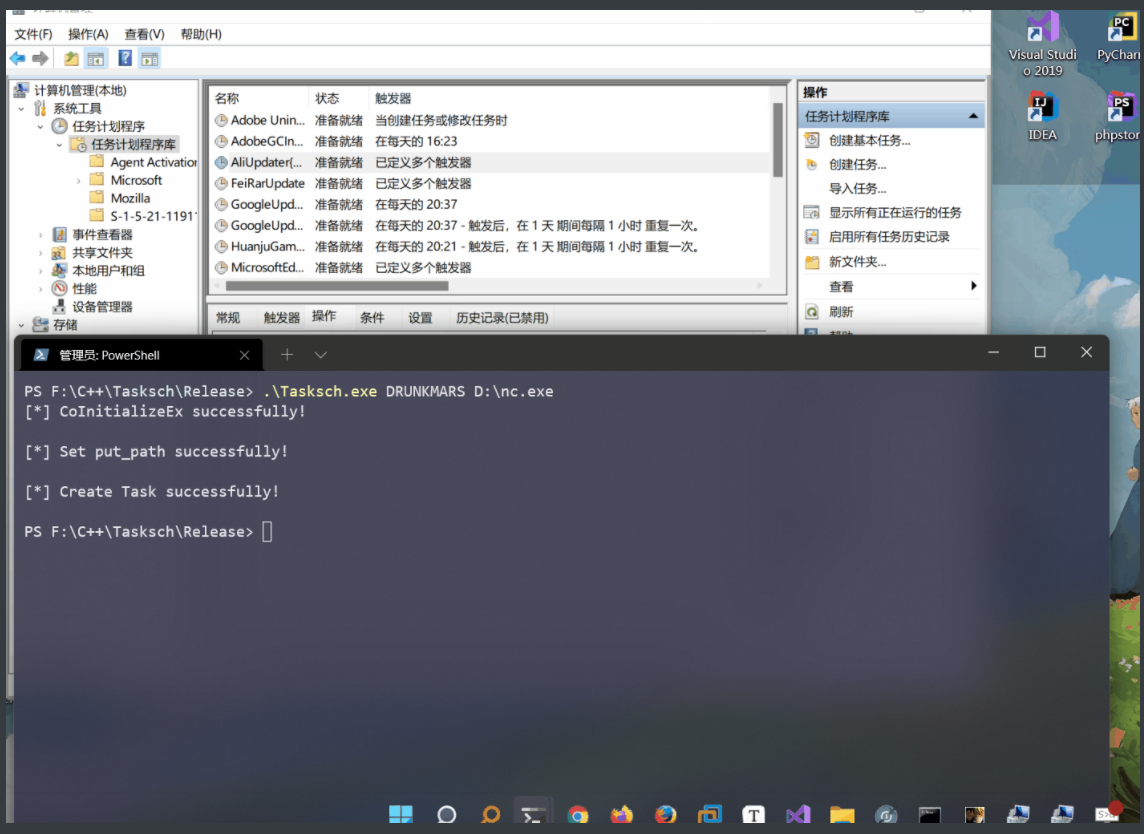 文件(F) 操作(A) 查看(V) 帮助(H)
计算机管理(本地)
系统工具
任务计划程序
任务计划程序库
Agent Activation
Microsoft
Mozilla
S-1-5-21-1191
事件查看器
共享文件夹
本地用户和组
性能
设备管理器
存储
名称 状态 触发器
Adobe Unin... 准备就绪 当创建任务或修改任务时
AdobeGCIn... 准备就绪 在每天的 16:23
AliUpdater{... 准备就绪 已定义多个触发器
FeiRarUpdate 准备就绪 已定义多个触发器
GoogleUpd... 准备就绪 在每天的 20:37
GoogleUpd... 准备就绪 在每天的 20:37 - 触发后，在 1 天 期间每隔 1 小时 重复一次。
HuanjuGam... 准备就绪 在每天的 20:21 - 触发后，在 1 天 期间每隔 1 小时 重复一次。
MicrosoftEd... 准备就绪 已定义多个触发器
常规 触发器 操作 条件 设置 历史记录(已禁用)
操作
任务计划程序库
创建基本任务...
创建任务...
导入任务...
显示所有正在运行的任务
启用所有任务历史记录
新文件夹...
查看
刷新
Visual Studi
o 2019
PyChar
IDEA
phpstor
管理员: PowerShell
PS F:\C++\Tasksch\Release> .\Tasksch.exe DRUNKMARS D:\nc.exe
[*] CoInitializeEx successfully!
[*] Set put_path successfully!
[*] Create Task successfully!
PS F:\C++\Tasksch\Release>